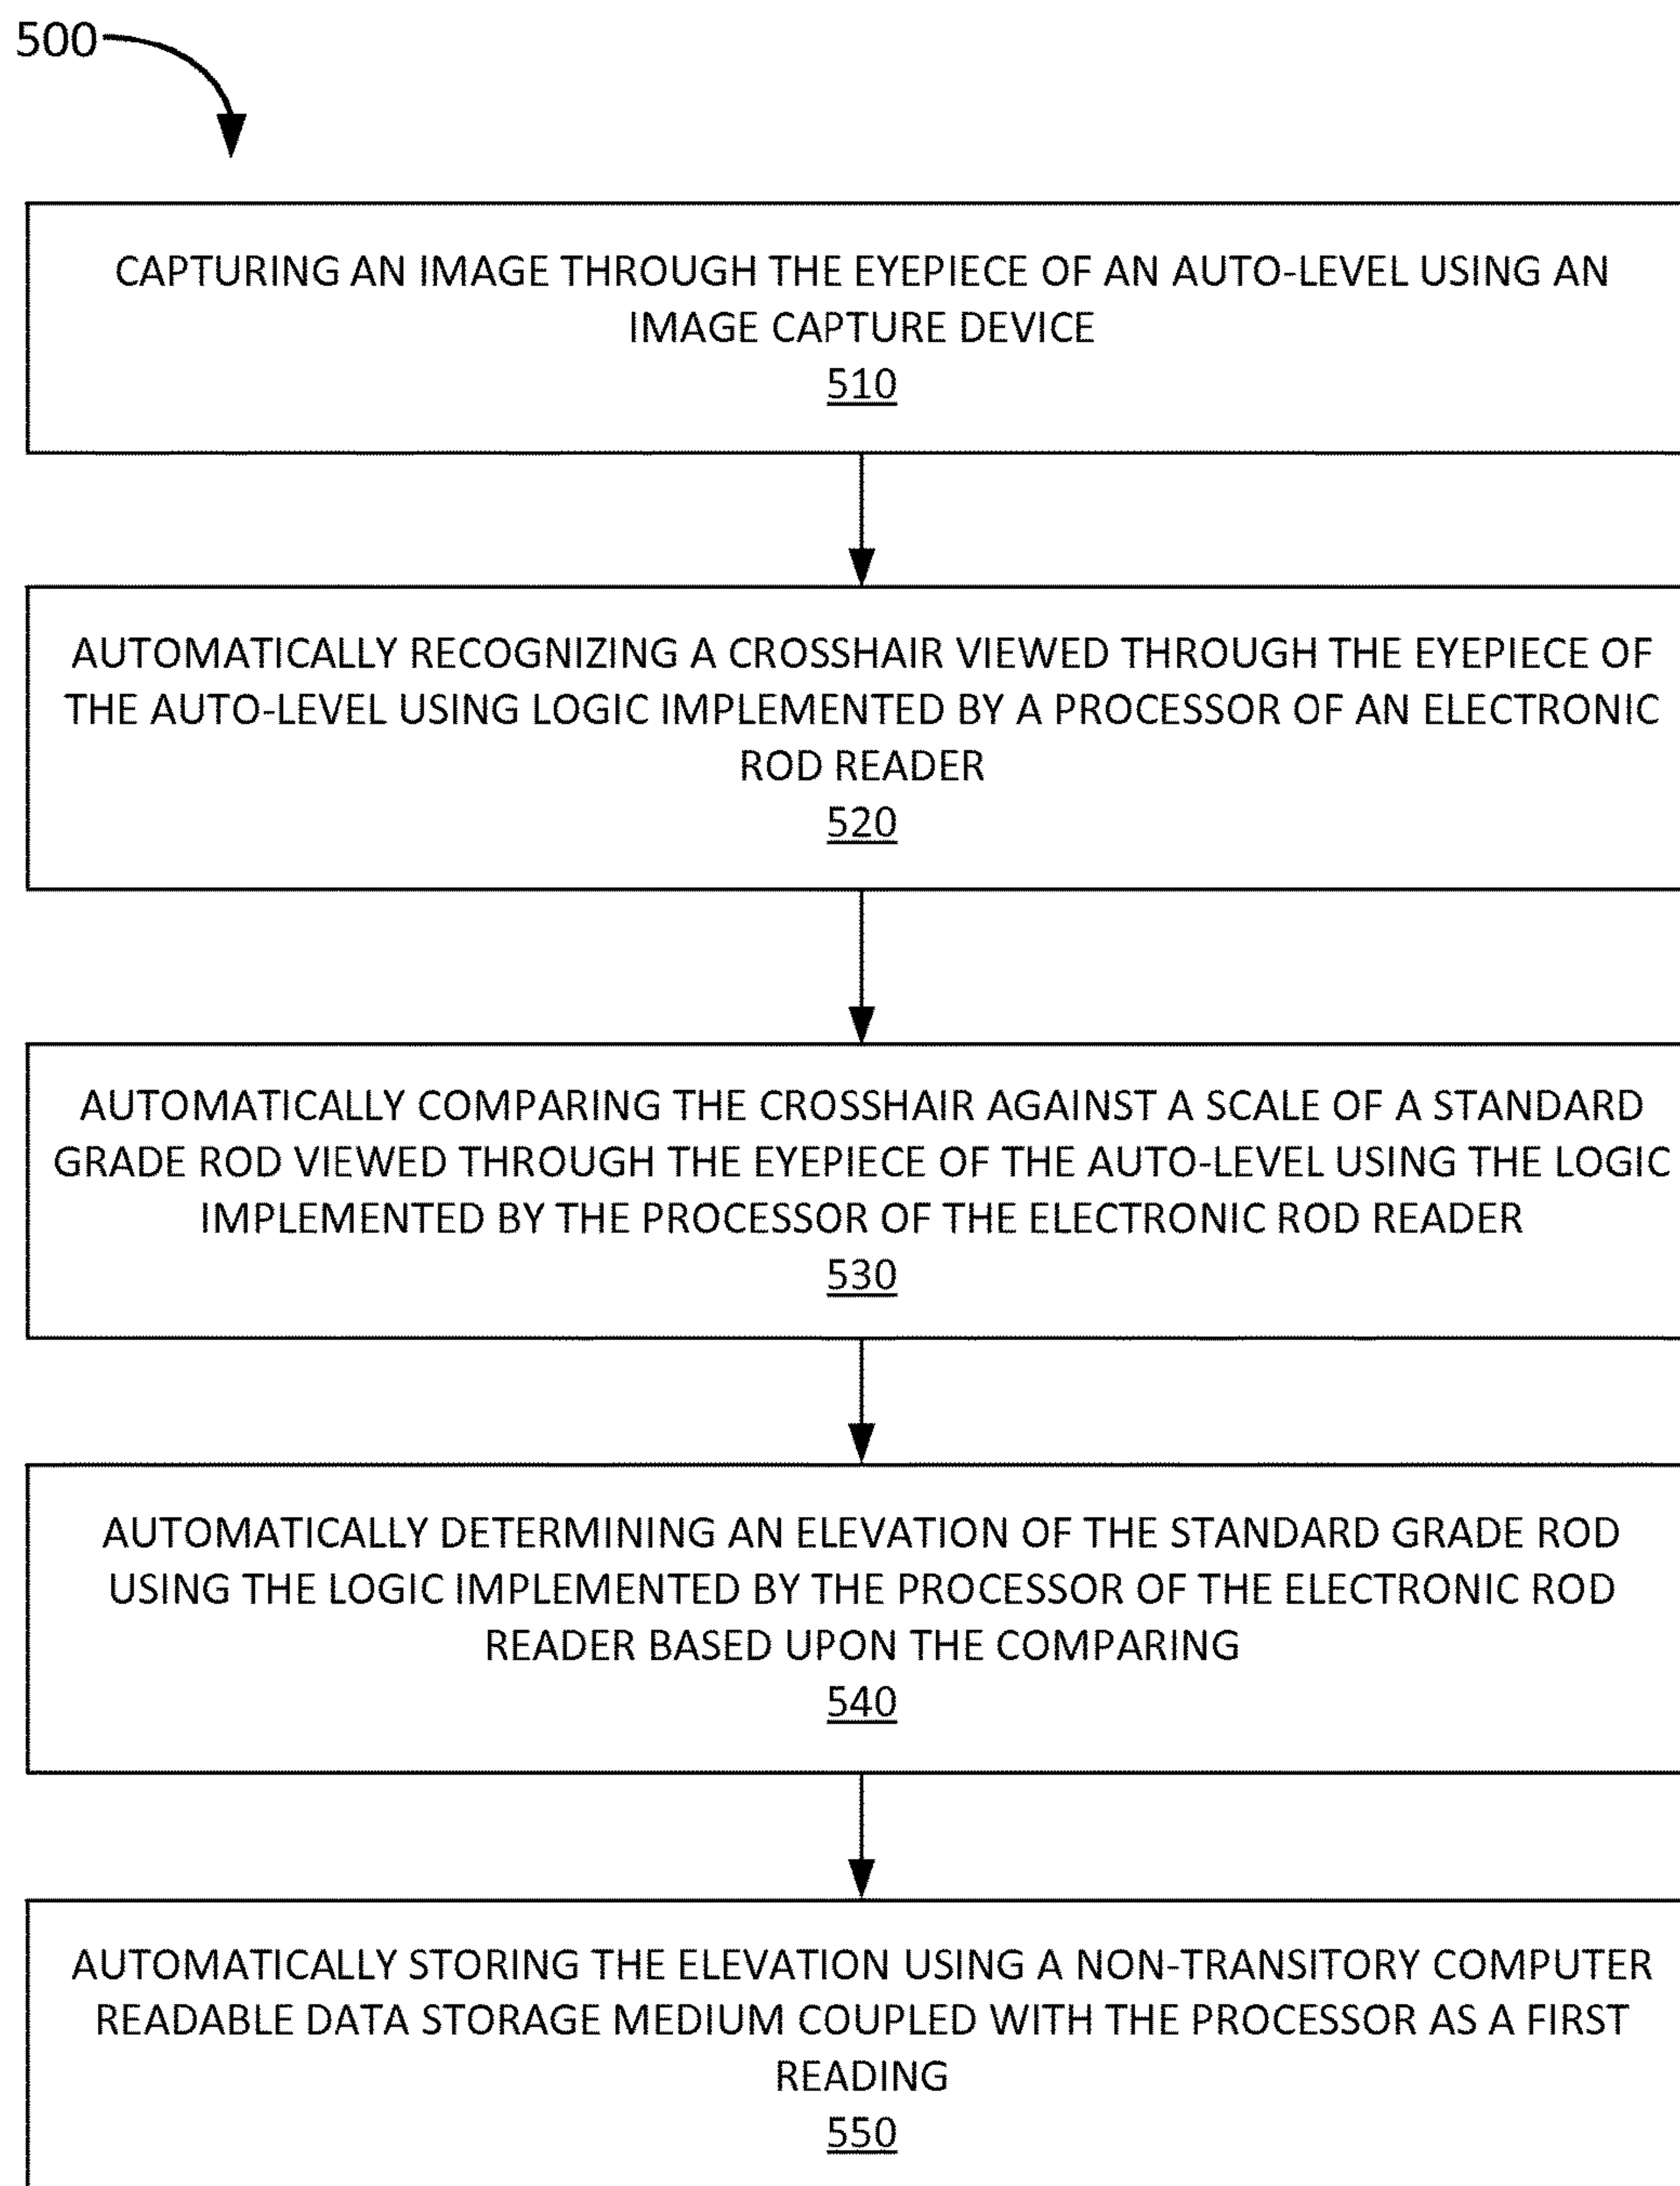 500
CAPTURING AN IMAGE THROUGH THE EYEPIECE OF AN AUTO-LEVEL USING AN
IMAGE CAPTURE DEVICE
510
AUTOMATICALLY RECOGNIZING A CROSSHAIR VIEWED THROUGH THE EYEPIECE OF
THE AUTO-LEVEL USING LOGIC IMPLEMENTED BY A PROCESSOR OF AN ELECTRONIC
ROD READER
520
AUTOMATICALLY COMPARING THE CROSSHAIR AGAINST A SCALE OF A STANDARD
GRADE ROD VIEWED THROUGH THE EYEPIECE OF THE AUTO-LEVEL USING THE LOGIC
IMPLEMENTED BY THE PROCESSOR OF THE ELECTRONIC ROD READER
530
AUTOMATICALLY DETERMINING AN ELEVATION OF THE STANDARD GRADE ROD
USING THE LOGIC IMPLEMENTED BY THE PROCESSOR OF THE ELECTRONIC ROD
READER BASED UPON THE COMPARING
540
AUTOMATICALLY STORING THE ELEVATION USING A NON-TRANSITORY COMPUTER
READABLE DATA STORAGE MEDIUM COUPLED WITH THE PROCESSOR AS A FIRST
READING
550